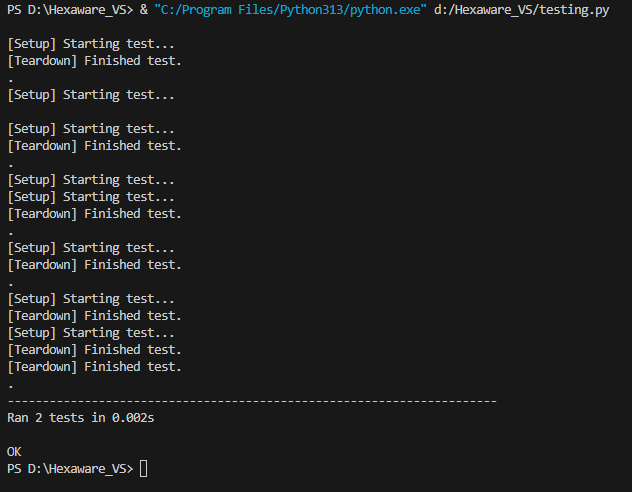 PS D:\Hexaware_VS> & "C:/Program Files/Python313/python.exe" d:/Hexaware_VS/testing.py
[Setup] Starting test...
[Teardown] Finished test.
.
[Setup] Starting test...
[Setup] Starting test...
[Teardown] Finished test.
.
[Setup] Starting test...
[Setup] Starting test...
[Teardown] Finished test.
.
[Setup] Starting test...
[Teardown] Finished test.
.
[Setup] Starting test...
[Teardown] Finished test.
[Setup] Starting test...
[Teardown] Finished test.
[Teardown] Finished test.
.
----------------------------------------------------------------------
Ran 2 tests in 0.002s
OK
PS D:\Hexaware_VS>